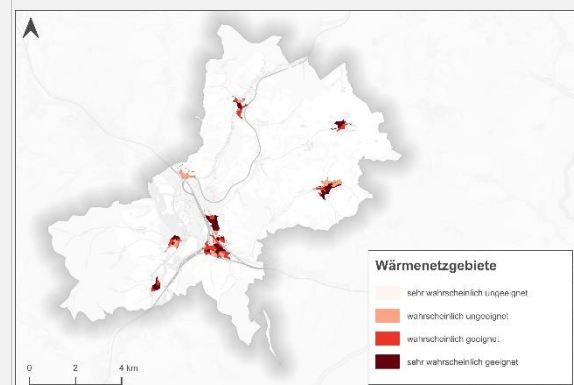 Wärmenetzgebiete
sehr wahrscheinlich ungeeignet
wahrscheinlich ungeeignet
wahrscheinlich geeignet
sehr wahrscheinlich geeignet
0 2 4 km